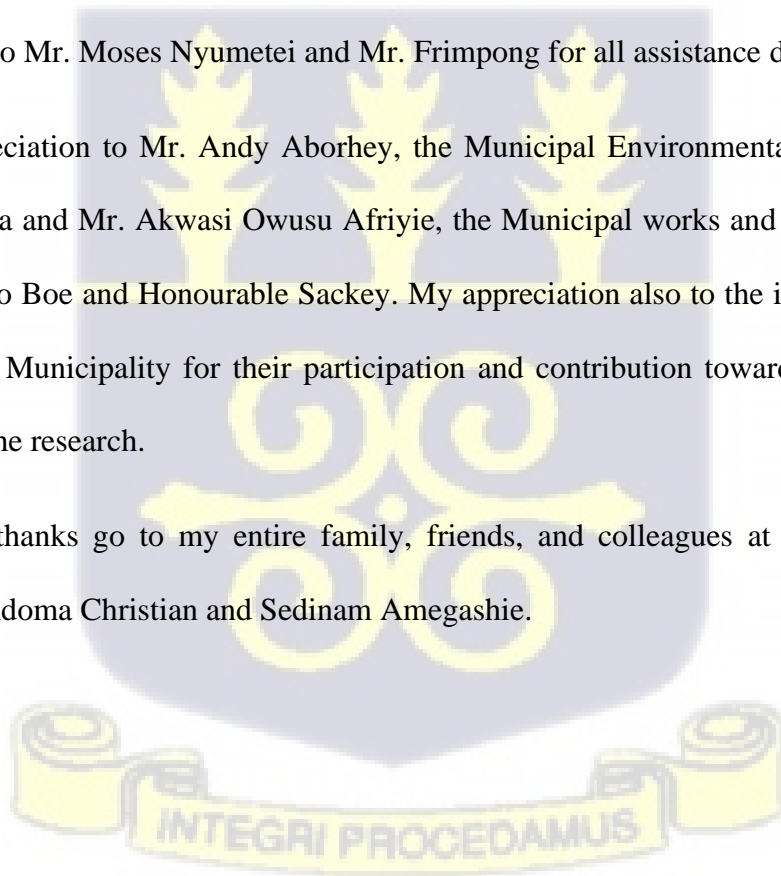 o Mr. Moses Nyumetei and Mr. Frimpong for all assistance d
eciation to Mr. Andy Aborhey, the Municipal Environmenta
a and Mr. Akwasi Owusu Afriyie, the Municipal works and
o Boe and Honourable Sackey. My appreciation also to the i
Municipality for their participation and contribution towar
he research.
thanks go to my entire family, friends, and colleagues at
doma Christian and Sedinam Amegashie.
INTEGRI PROCEDAMUS